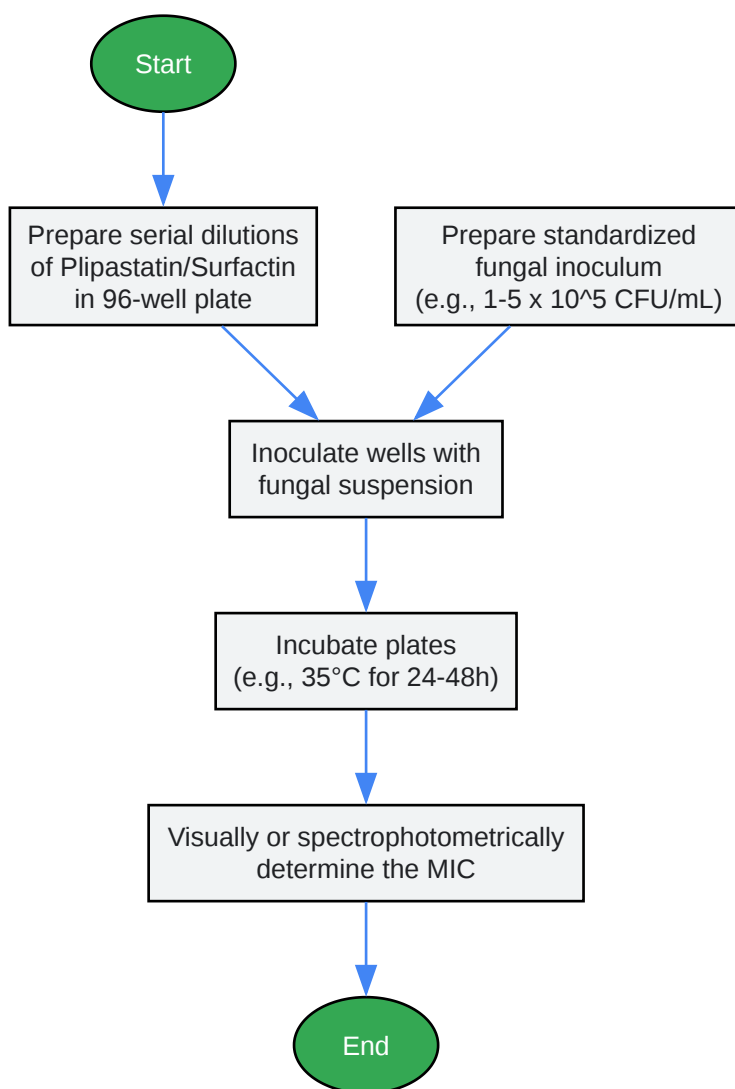 Start
Prepare serial dilutions
of Plipastatin/Surfactin
in 96-well plate
Prepare standardized
fungal inoculum
(e.g., 1-5 x 10^5 CFU/mL)
Inoculate wells with
fungal suspension
Incubate plates
(e.g., 35°C for 24-48h)
Visually or spectrophotometrically
determine the MIC
End